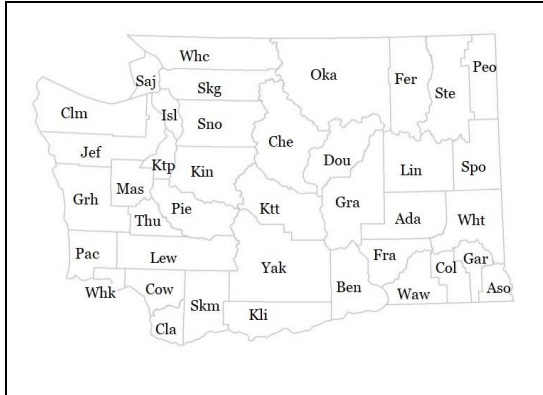 Whc
Oka
Peo
Saj
Skg
Fer
Ste
Clm
Isl
Sno
Che
Jef
Dou
Ktp
Kin
Lin
Spo
Mas
Grh
Pie
Ktt
Gra
Thu
Ada
Wht
Pac
Lew
Yak
Fra
Col
Gar
Whk
Cow
Ben
Waw
Aso
Skm
Kli
Cla